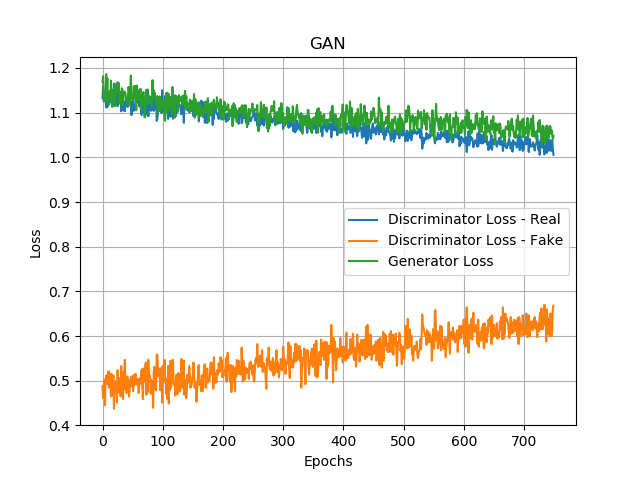 GAN
1.2
1.1
1.0
0.9
0.8
0.7
0.6
0.5
0.4
Loss
Discriminator Loss - Real
Discriminator Loss - Fake
Generator Loss
0 100 200 300 400 500 600 700
Epochs